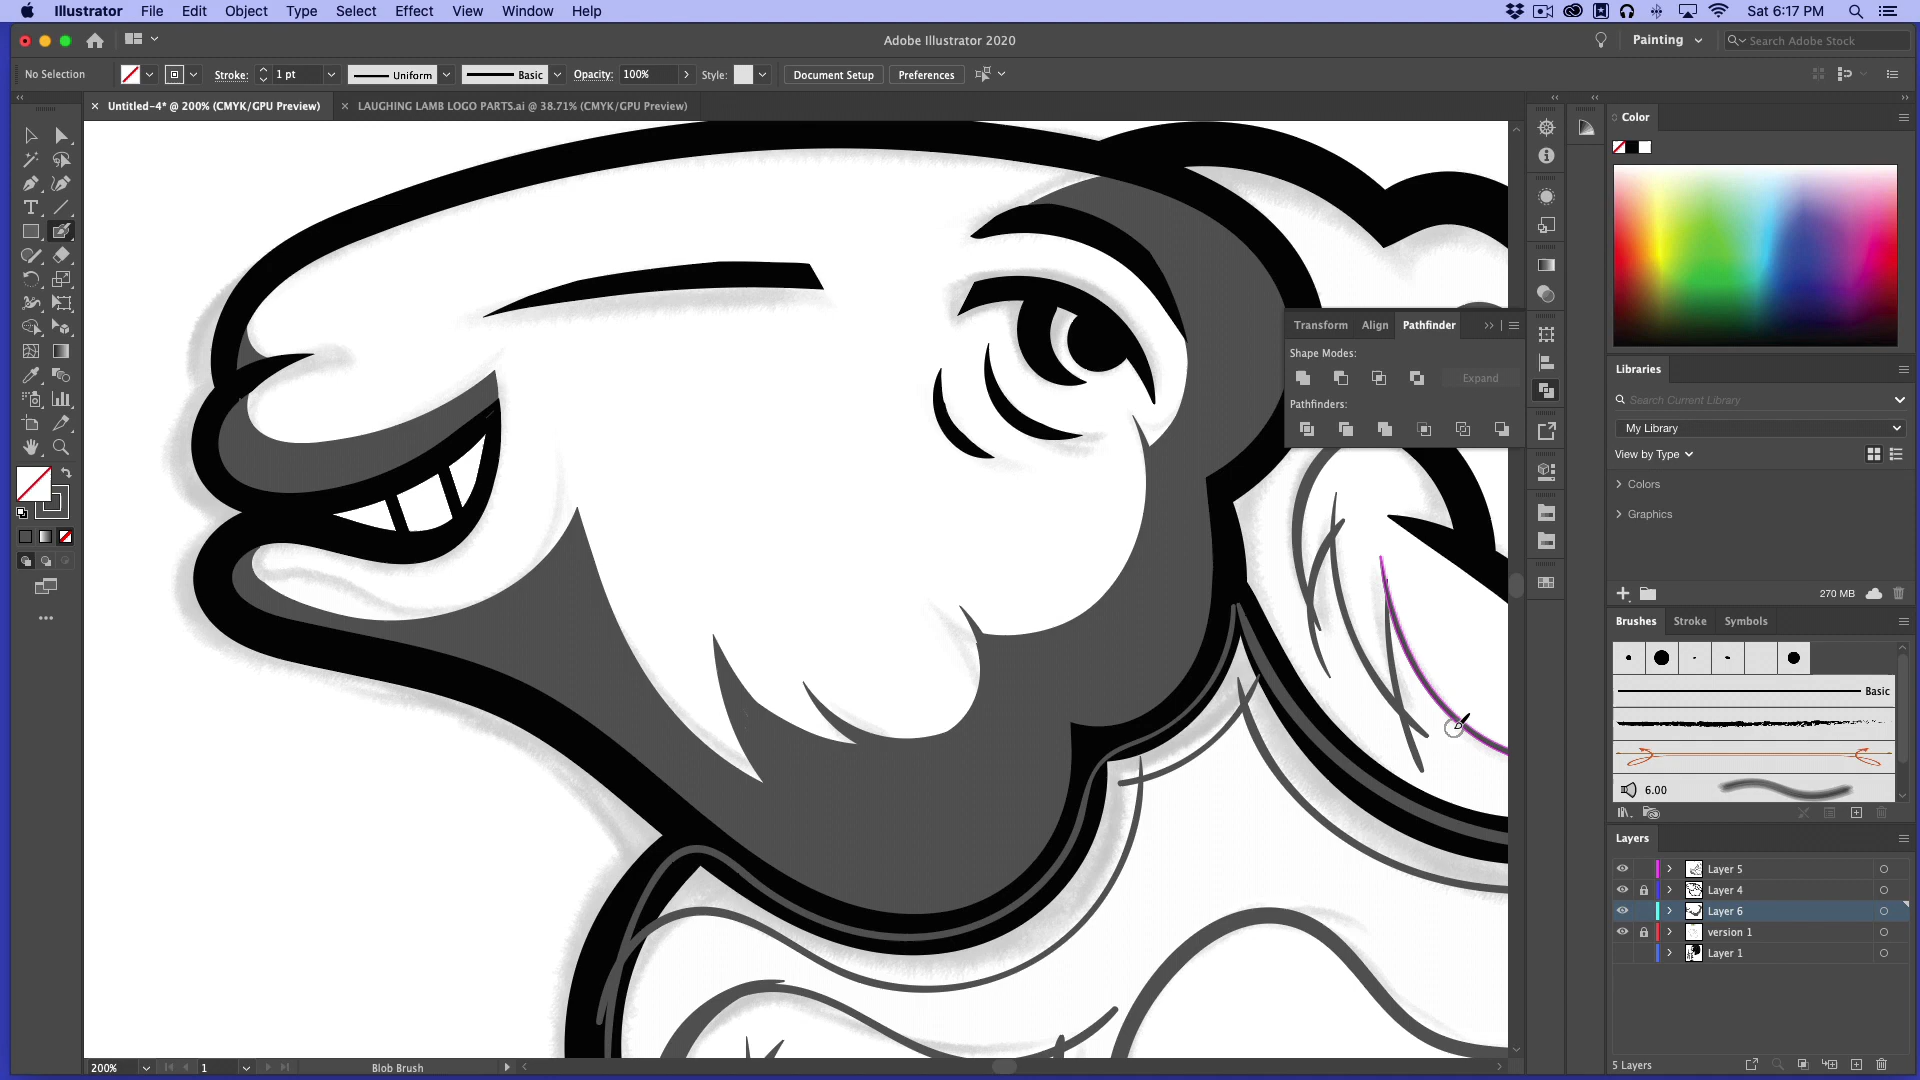 Illustrator File Edit Object Type Select Effect View Window Help Sat 6:17 PM
Adobe Illustrator 2020 Painting Search Adobe Stock
No Selection Stroke: 1 pt Uniform Basic Opacity: 100% Style: Document Setup Preferences
Untitled-4* @ 200% (CMYK/GPU Preview) LAUGHING LAMB LOGO PARTS.ai @ 38.71% (CMYK/GPU Preview)
Color
Transform Align Pathfinder
Shape Modes:
Expand
Pathfinders:
Libraries
Search Current Library
My Library
View by Type
Colors
Graphics
270 MB
Brushes Stroke Symbols
Basic
6.00
Layers
Layer 5
Layer 4
Layer 6
version 1
Layer 1
5 Layers
200% 1 Blob Brush